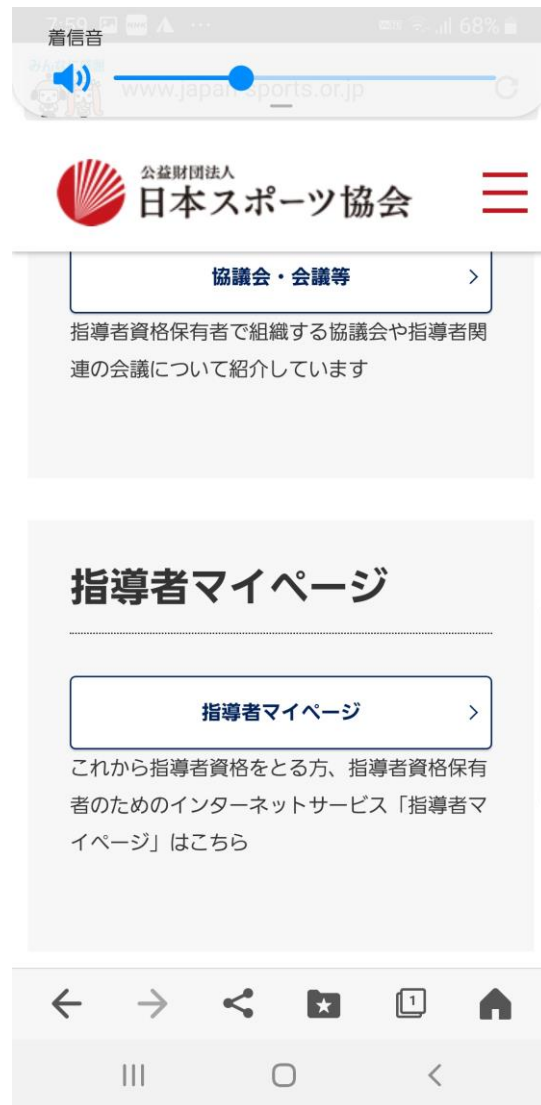 7:59
68%
着信音
www.japan-sports.or.jp
公益財団法人
日本スポーツ協会
協議会・会議等
指導者資格保有者で組織する協議会や指導者関
連の会議について紹介しています
指導者マイページ
指導者マイページ
これから指導者資格をとる方、指導者資格保有
者のためのインターネットサービス「指導者マ
イページ」はこちら
1